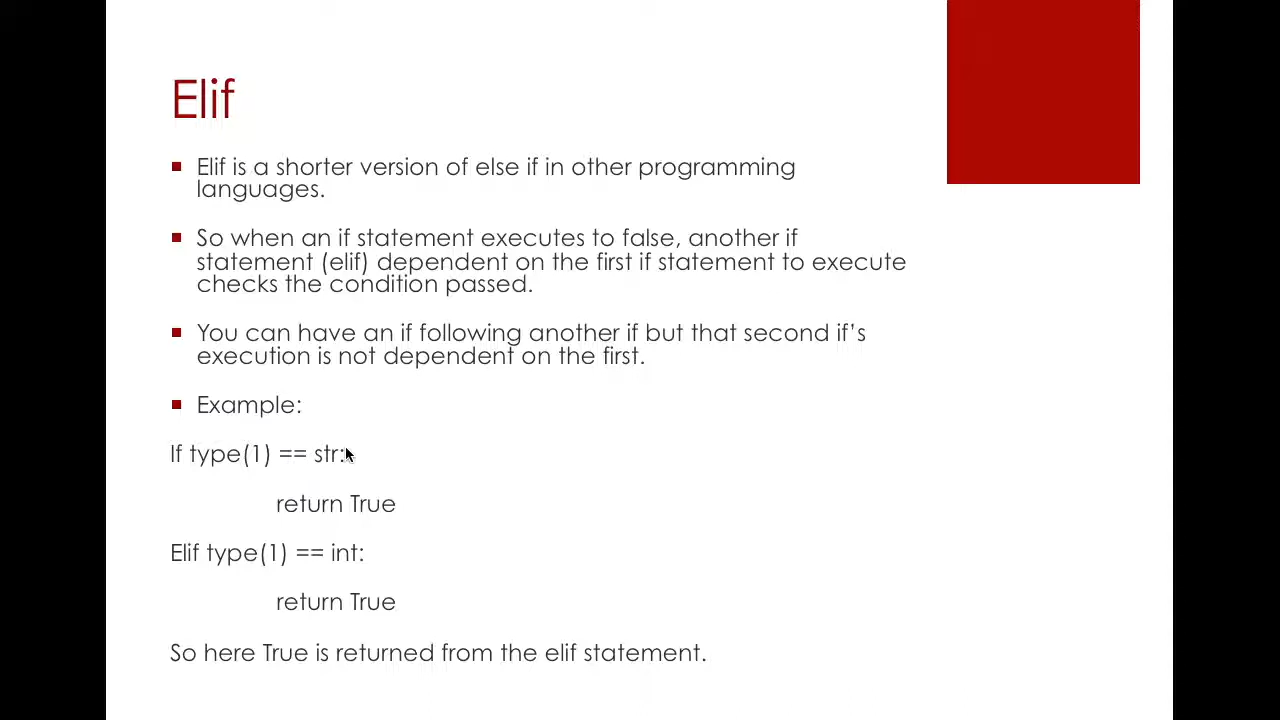 Elif
Elif is a shorter version of else if in other programming
languages.
So when an if statement executes to false, another if
statement (elif) dependent on the first if statement to execute
checks the condition passed.
You can have an if following another if but that second if’s
execution is not dependent on the first.
Example:
If type(1) == str:
return True
Elif type(1) == int:
return True
So here True is returned from the elif statement.